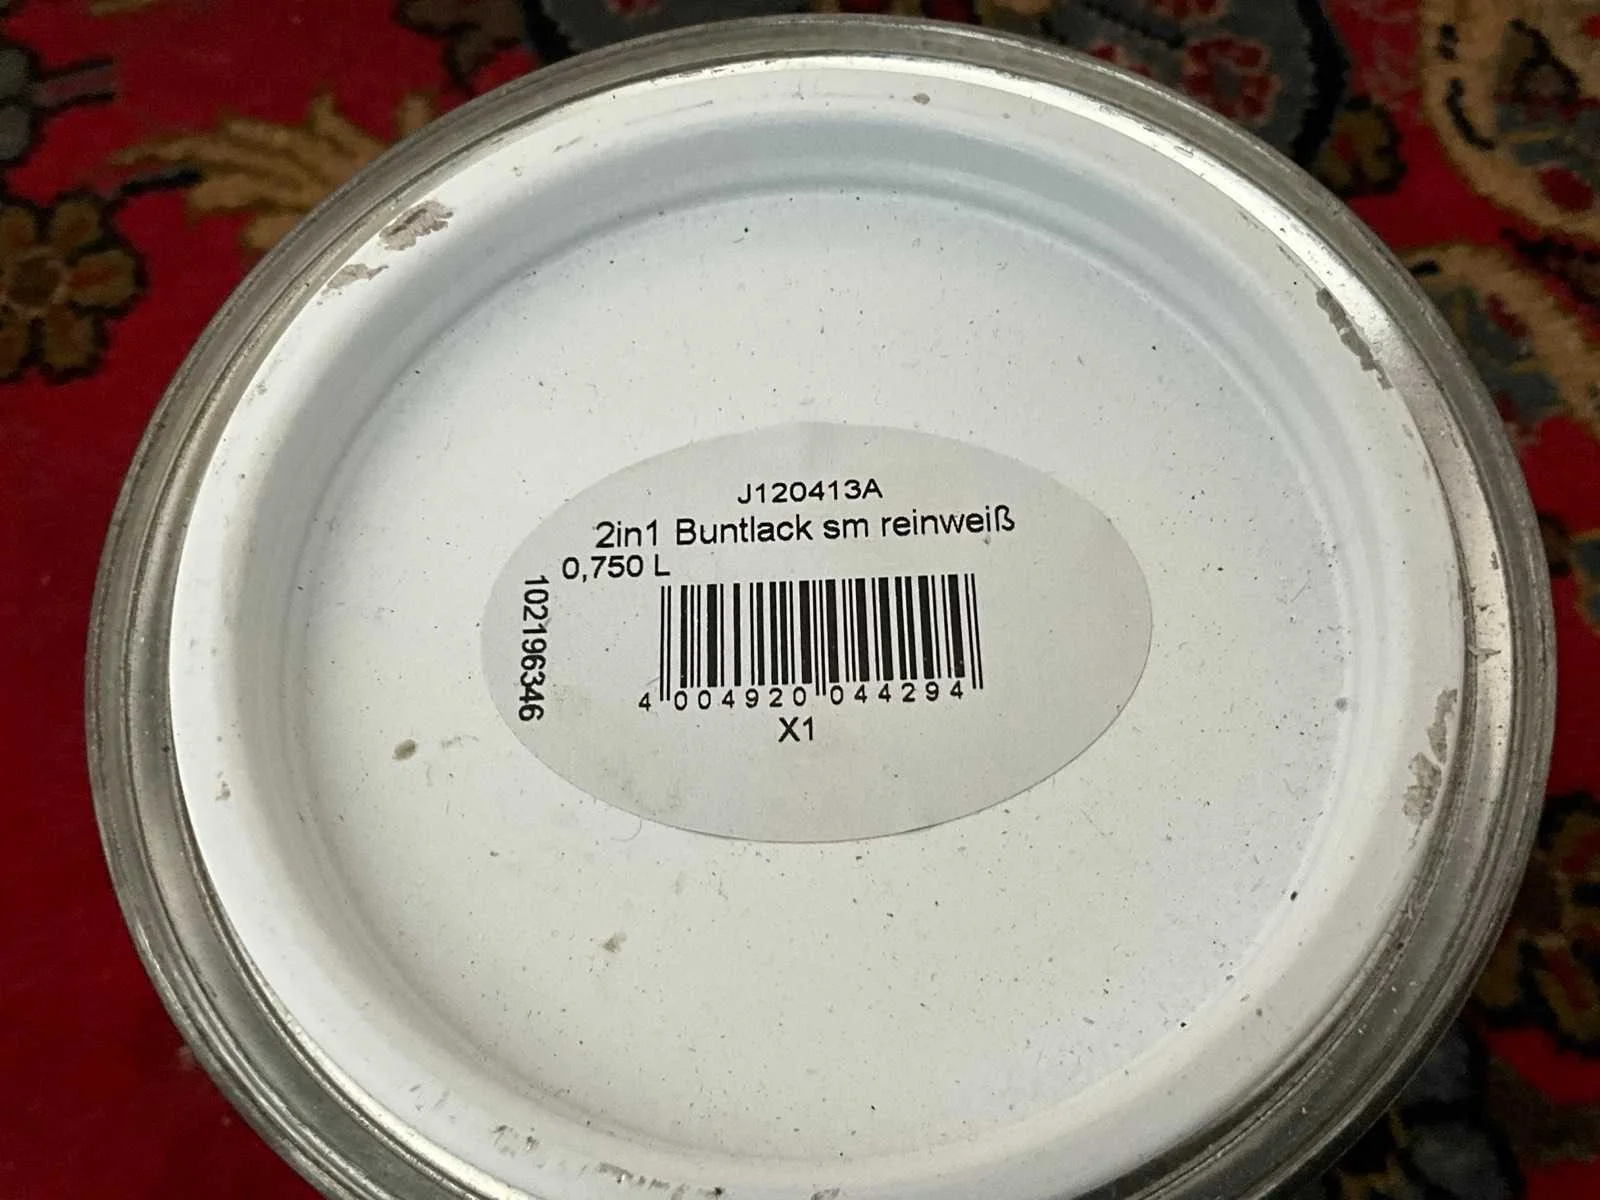 J120413A
2in1 Buntlack sm reinweiß
0,750 L
102196346
4 004920 044294
X1